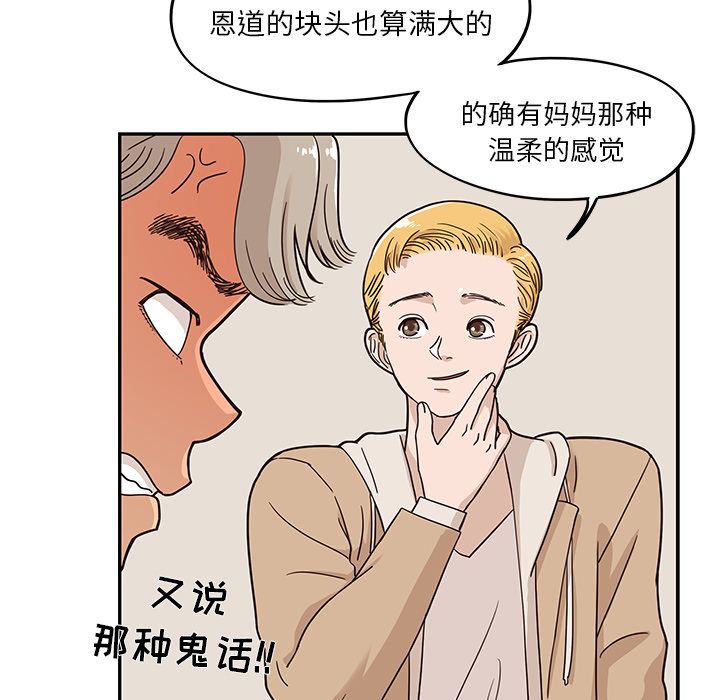 恩道的块头也算满大的
的确有妈妈那种
温柔的感觉
又说
那种鬼话!!